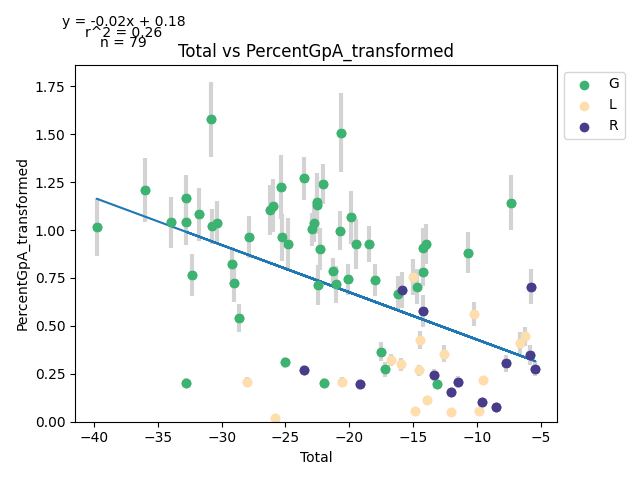 y = -0.02x + 0.18
r^2 = 0.26
n = 79
Total vs PercentGpA_transformed
G
L
R
PercentGpA_transformed
1.75
1.50
1.25
1.00
0.75
0.50
0.25
0.00
−40 −35 −30 −25 −20 −15 −10 −5
Total